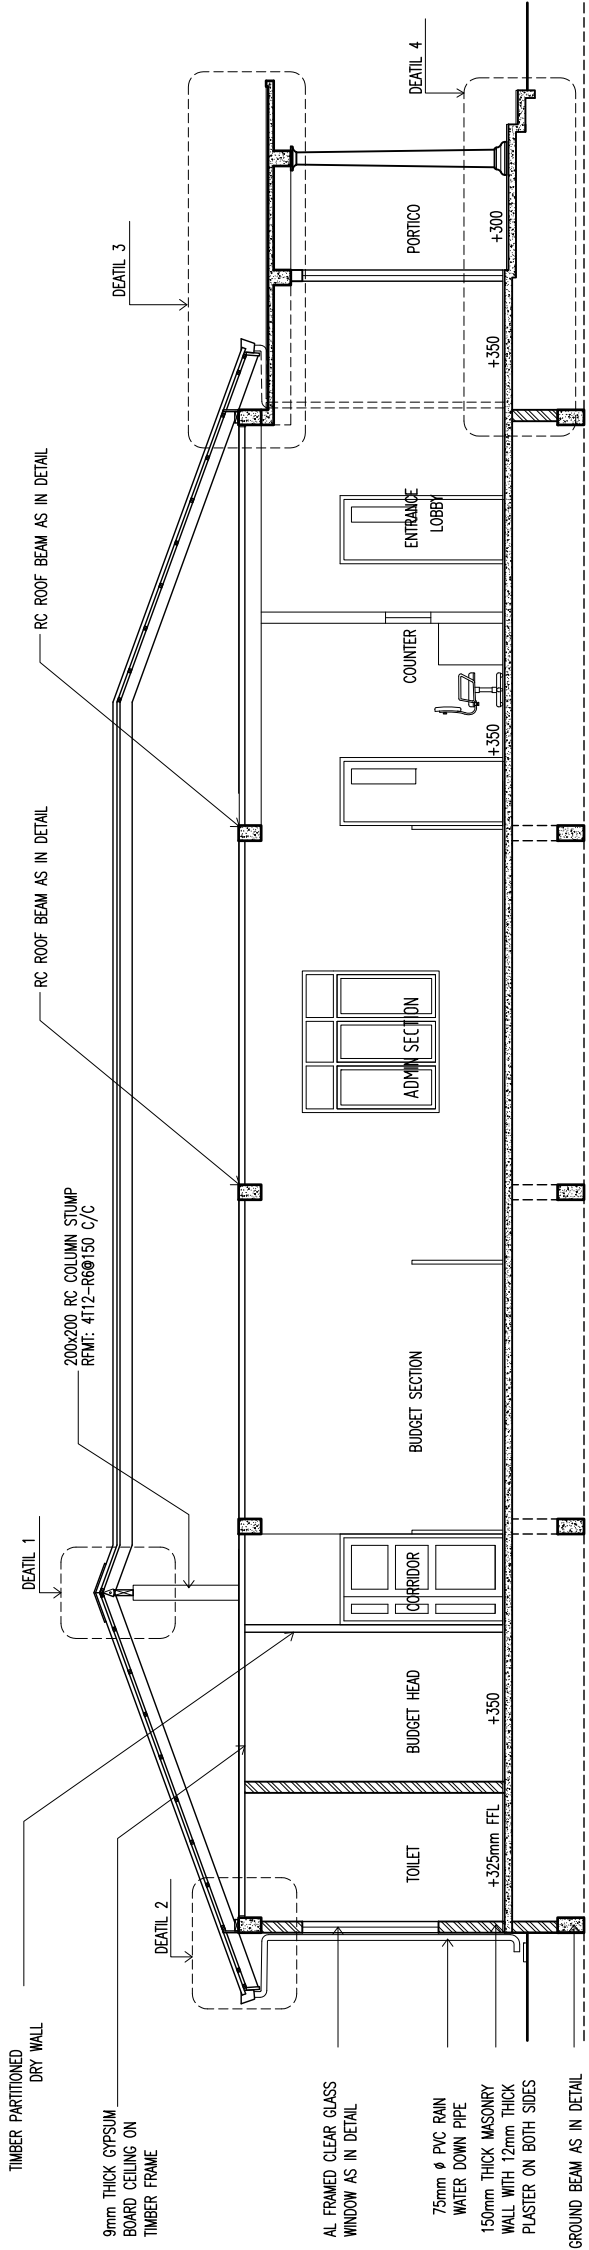 TIMBER PARTITIONED
DRY WALL
9mm THICK GYPSUM
BOARD CEILING ON
TIMBER FRAME
AL FRAMED CLEAR GLASS
WINDOW AS IN DETAIL
75mm ø PVC RAIN
WATER DOWN PIPE
150mm THICK MASONRY
WALL WITH 12mm THICK
PLASTER ON BOTH SIDES
GROUND BEAM AS IN DETAIL
DEATIL 2
DEATIL 1
200x200 RC COLUMN STUMP
RFMT: 4T12-R6@150 C/C
RC ROOF BEAM AS IN DETAIL
RC ROOF BEAM AS IN DETAIL
DEATIL 3
DEATIL 4
TOILET
+325mm FFL
BUDGET HEAD
+350
CORRIDOR
BUDGET SECTION
ADMIN SECTION
COUNTER
+350
ENTRANCE
LOBBY
+350
PORTICO
+300